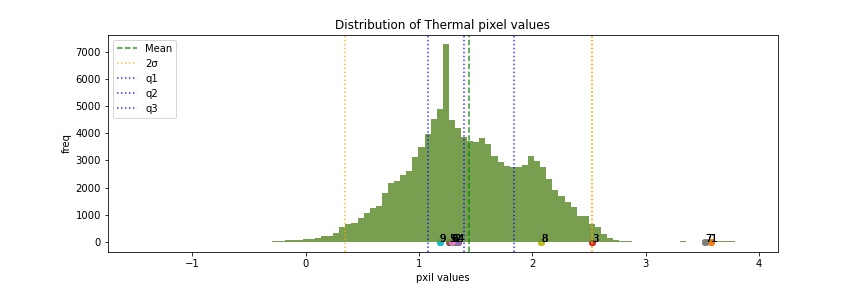 Distribution of Thermal pixel values
Mean
2σ
q1
q2
q3
freq
7000
6000
5000
4000
3000
2000
1000
0
9
4
8
3
7
1
−1
0
1
2
3
4
pxil values